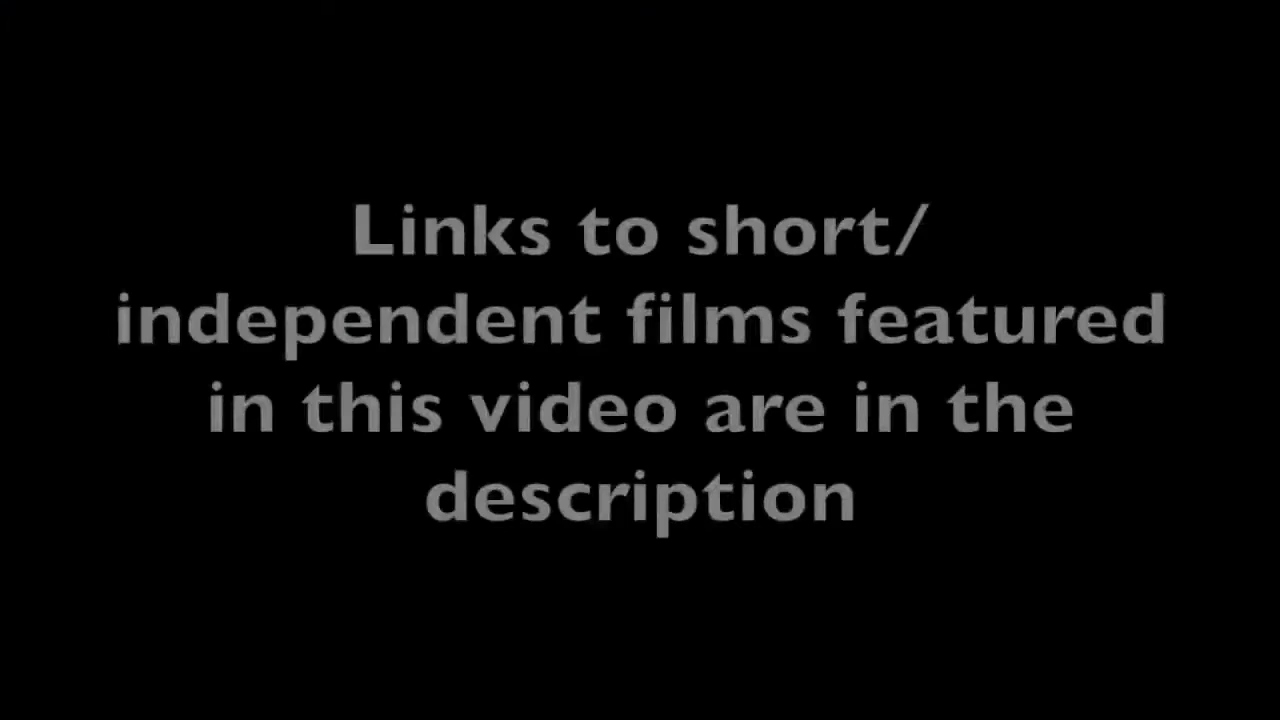 Links to short/
independent films featured
in this video are in the
description